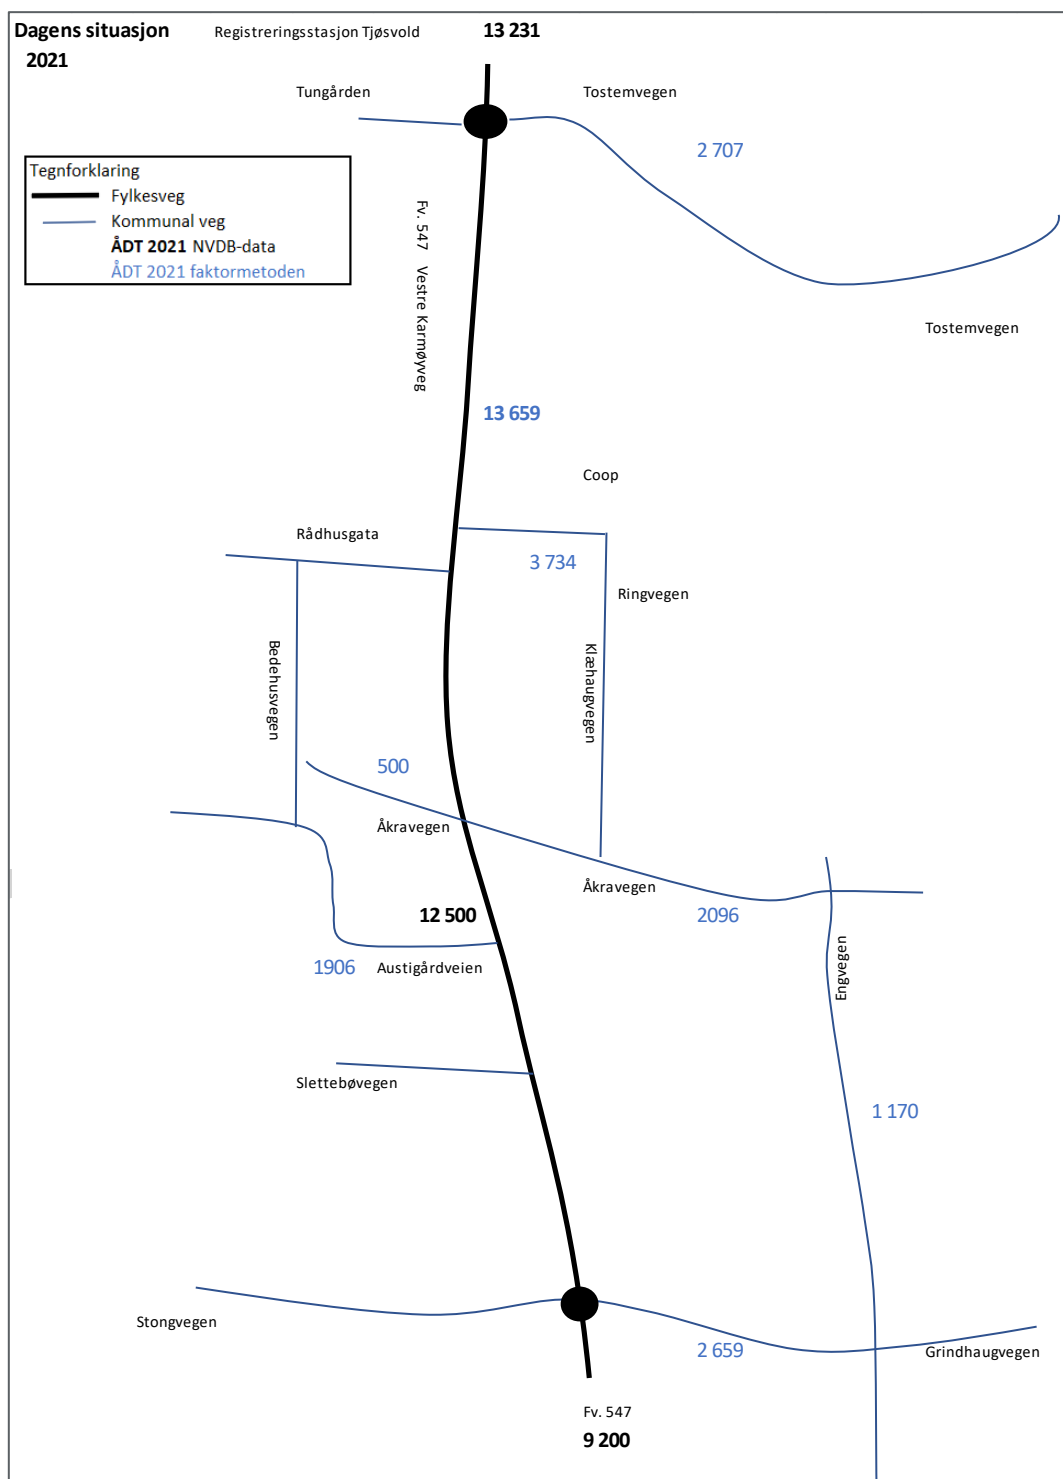 Dagens situasjon
2021
Registreringsstasjon Tjøsvold
13 231
Tungården
Tostemvegen
2 707
Tegnforklaring
Fylkesveg
Kommunal veg
ÅDT 2021 NVDB-data
ÅDT 2021 faktormetoden
Fv. 547 Vestre Karmøyveg
Tostemvegen
13 659
Coop
Rådhusgata
3 734
Ringvegen
Bedehusvegen
Klæhaugvegen
500
Åkravegen
Åkravegen
12 500
2096
1906
Austigårdveien
Engvegen
Slettebøvegen
1 170
Stongvegen
2 659
Grindhaugvegen
Fv. 547
9 200